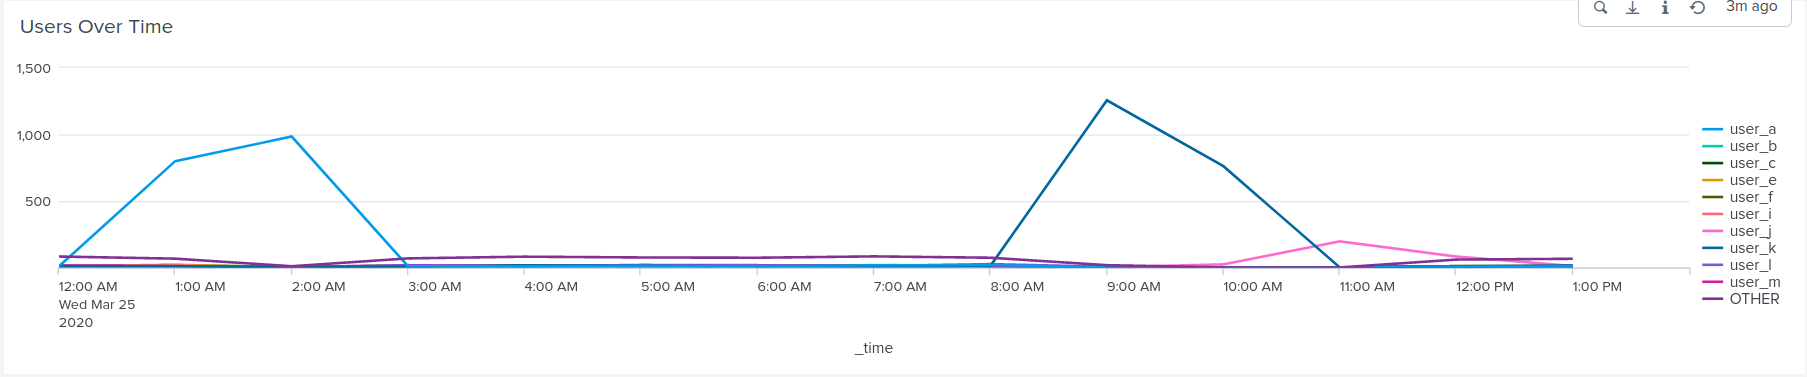 3m ago
Users Over Time
1,500
1,000
500
12:00 AM 1:00 AM 2:00 AM 3:00 AM 4:00 AM 5:00 AM 6:00 AM 7:00 AM 8:00 AM 9:00 AM 10:00 AM 11:00 AM 12:00 PM 1:00 PM
Wed Mar 25
2020
_time
user_a
user_b
user_c
user_e
user_f
user_i
user_j
user_k
user_l
user_m
OTHER